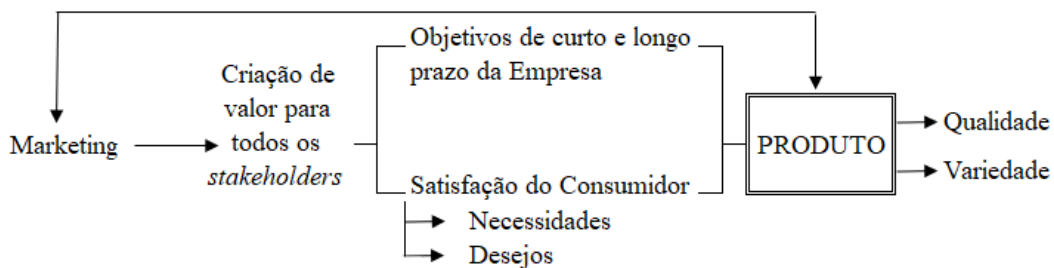 Marketing
Criação de
valor para
todos os
stakeholders
Objetivos de curto e longo
prazo da Empresa
Satisfação do Consumidor
Necessidades
Desejos
PRODUTO
Qualidade
Variedade